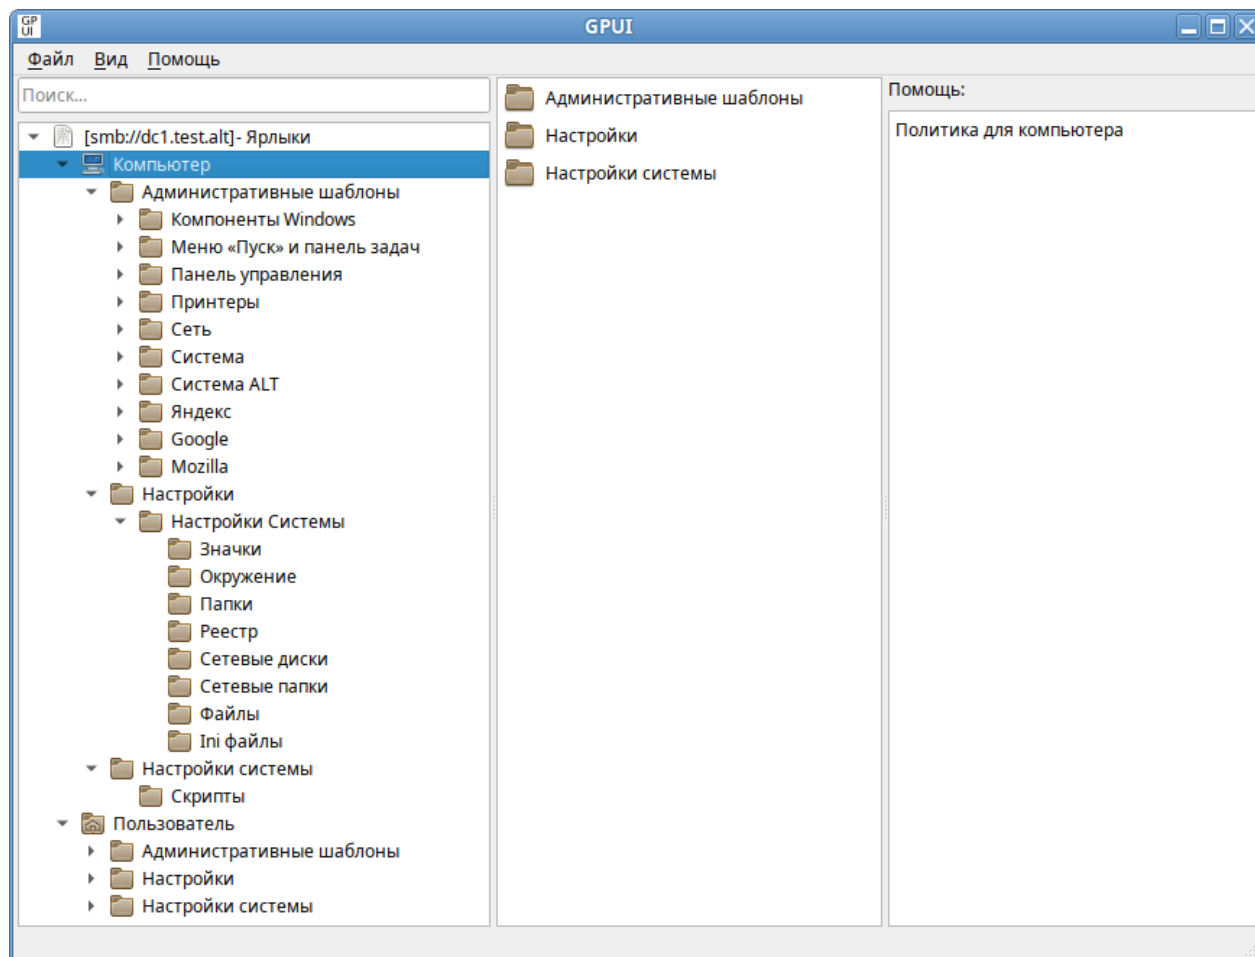 GP
UI
GPUI
Файл Вид Помощь
Поиск...
[smb://dc1.test.alt]- Ярлыки
Компьютер
Административные шаблоны
Компоненты Windows
Меню «Пуск» и панель задач
Панель управления
Принтеры
Сеть
Система
Система ALT
Яндекс
Google
Mozilla
Настройки
Настройки Системы
Значки
Окружение
Папки
Реестр
Сетевые диски
Сетевые папки
Файлы
Ini файлы
Настройки системы
Скрипты
Пользователь
Административные шаблоны
Настройки
Настройки системы
Административные шаблоны
Настройки
Настройки системы
Помощь:
Политика для компьютера